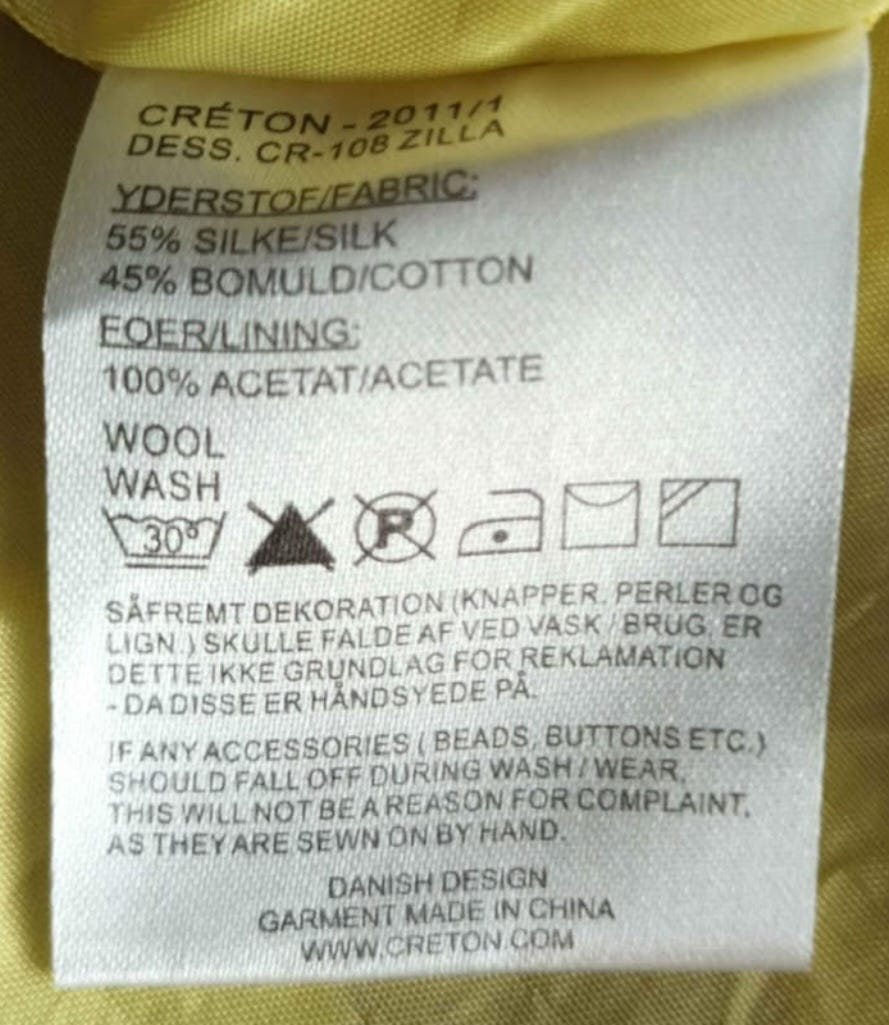 CRÉTON - 2011/1
DESS. CR-108 ZILLA
YDERSTOF/FABRIC:
55% SILKE/SILK
45% BOMULD/COTTON
FOER/LINING:
100% ACETAT/ACETATE
WOOL
WASH
30° P
SÅFREMT DEKORATION (KNAPPER, PERLER OG
LIGN.) SKULLE FALDE AF VED VASK / BRUG, ER
DETTE IKKE GRUNDLAG FOR REKLAMATION
- DA DISSE ER HÅNDSYEDE PÅ.
IF ANY ACCESSORIES ( BEADS, BUTTONS ETC.)
SHOULD FALL OFF DURING WASH / WEAR,
THIS WILL NOT BE A REASON FOR COMPLAINT,
AS THEY ARE SEWN ON BY HAND.
DANISH DESIGN
GARMENT MADE IN CHINA
WWW.CRETON.COM